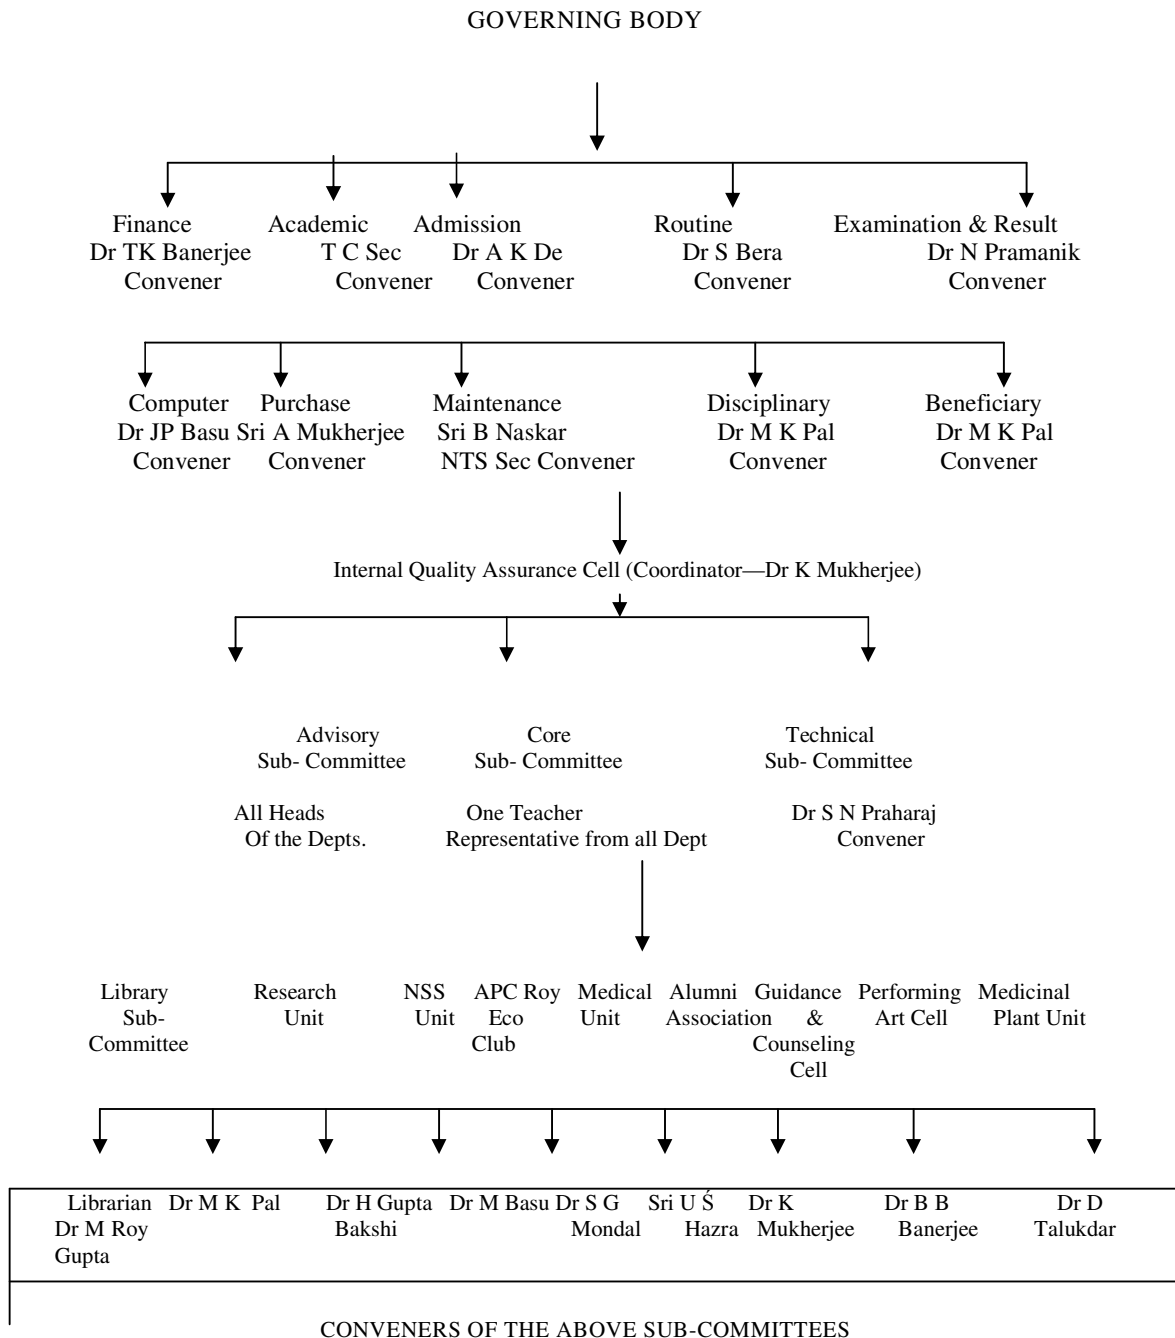 GOVERNING BODY
Finance Academic Admission Routine Examination & Result
Dr TK Banerjee T C Sec Dr A K De Dr S Bera Dr N Pramanik
Convener Convener Convener Convener Convener
Computer Purchase Maintenance Disciplinary Beneficiary
Dr JP Basu Sri A Mukherjee Sri B Naskar Dr M K Pal Dr M K Pal
Convener Convener NTS Sec Convener Convener Convener
Internal Quality Assurance Cell (Coordinator—Dr K Mukherjee)
Advisory Core Technical
Sub- Committee Sub- Committee Sub- Committee
All Heads One Teacher Dr S N Praharaj
Of the Depts. Representative from all Dept Convener
Library Research NSS APC Roy Medical Alumni Guidance Performing Medicinal
Sub- Unit Unit Eco Unit Association & Art Cell Plant Unit
Committee Club Counseling
Cell
Librarian Dr M K Pal Dr H Gupta Dr M Basu Dr S G Sri U Ś Dr K Dr B B Dr D
Dr M Roy Bakshi Mondal Hazra Mukherjee Banerjee Talukdar
Gupta
CONVENERS OF THE ABOVE SUB-COMMITTEES